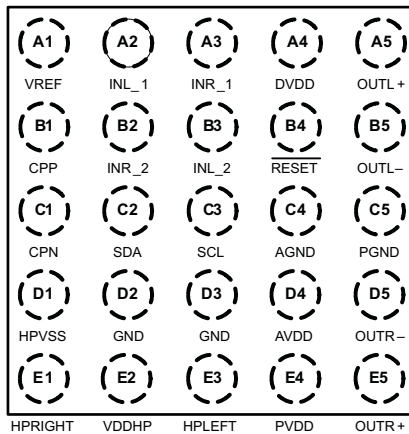 A1 A2 A3 A4 A5
VREF INL_1 INR_1 DVDD OUTL+
B1 B2 B3 B4 B5
CPP INR_2 INL_2 RESET OUTL–
C1 C2 C3 C4 C5
CPN SDA SCL AGND PGND
D1 D2 D3 D4 D5
HPVSS GND GND AVDD OUTR–
E1 E2 E3 E4 E5
HPRIGHT VDDHP HPLEFT PVDD OUTR+